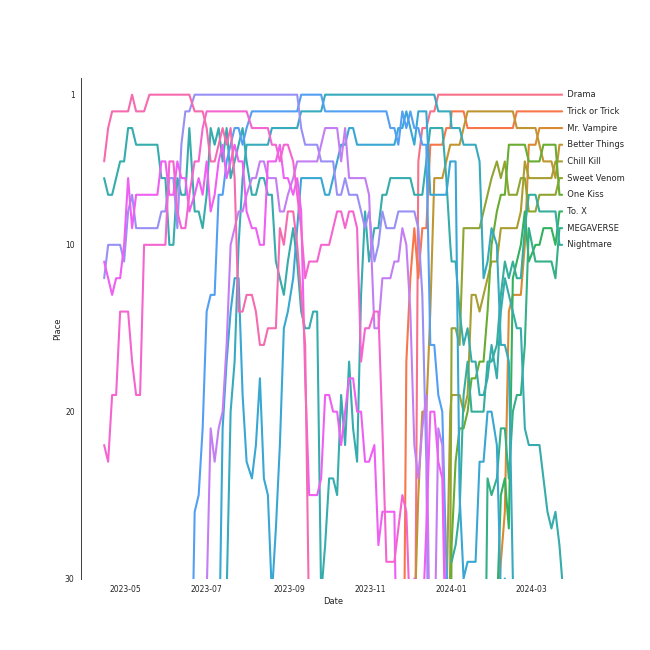 1
10
20
30
Place
2023-05
2023-07
2023-09
2023-11
2024-01
2024-03
Date
Drama
Trick or Trick
Mr. Vampire
Better Things
Chill Kill
Sweet Venom
One Kiss
To. X
MEGAVERSE
Nightmare